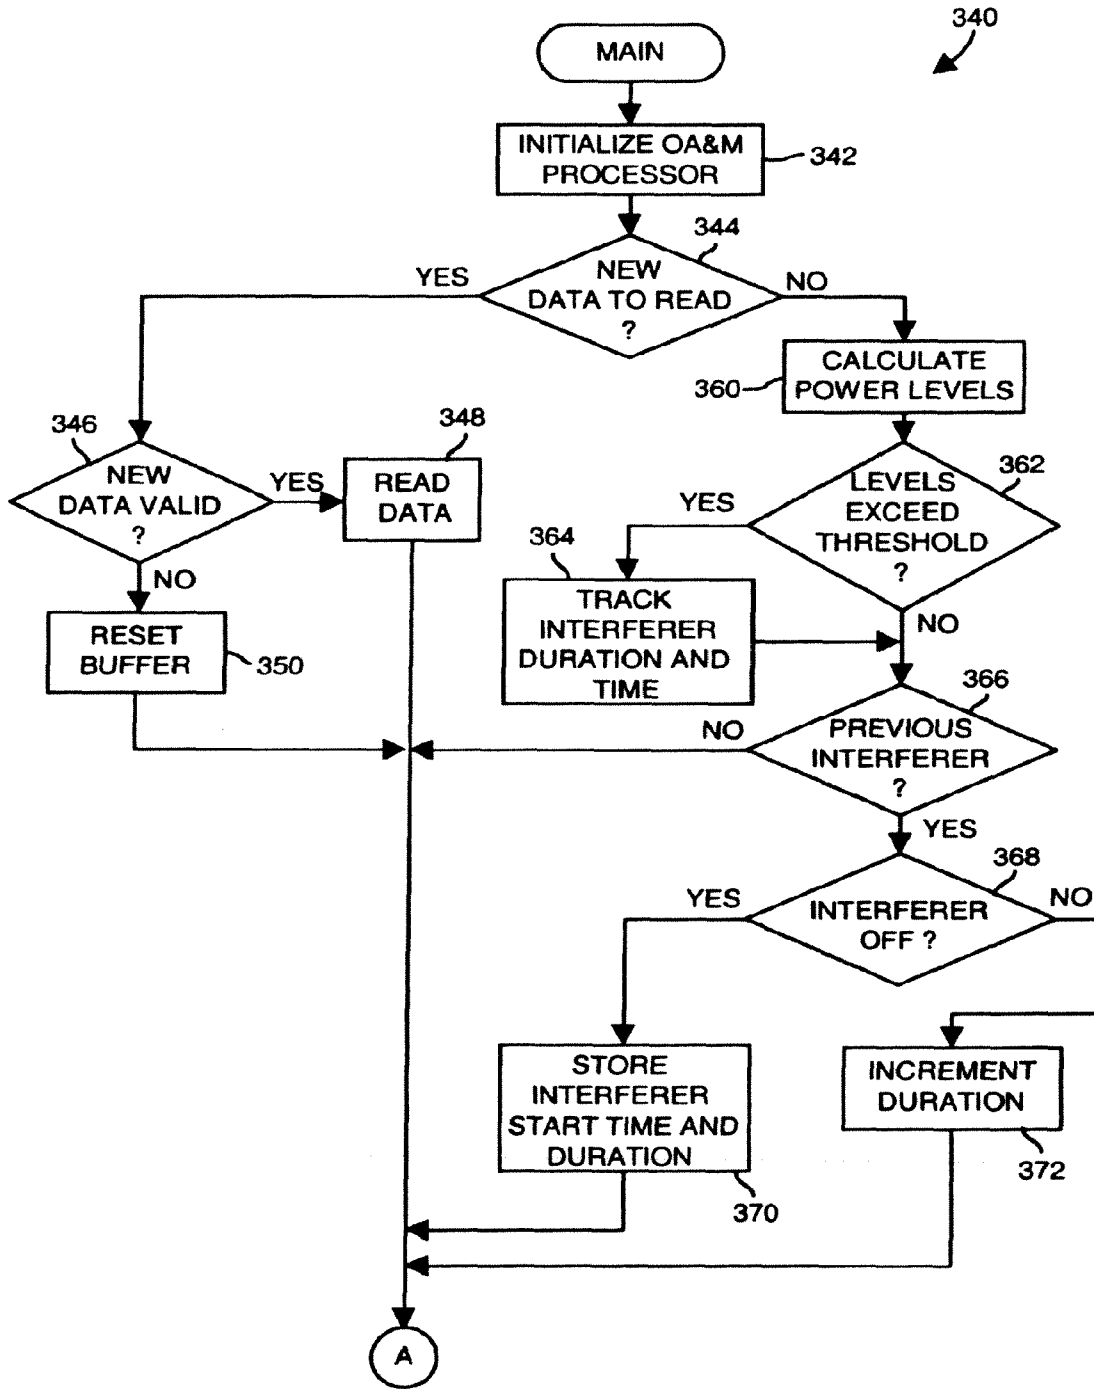 340
MAIN
INITIALIZE OA&M
PROCESSOR
342
344
NEW
DATA TO READ
?
YES
NO
CALCULATE
POWER LEVELS
360
346
NEW
DATA VALID
?
YES
348
READ
DATA
NO
RESET
BUFFER
350
362
LEVELS
EXCEED
THRESHOLD
?
YES
364
TRACK
INTERFERER
DURATION AND
TIME
NO
366
PREVIOUS
INTERFERER
?
NO
YES
368
INTERFERER
OFF ?
YES
NO
STORE
INTERFERER
START TIME AND
DURATION
370
INCREMENT
DURATION
372
A